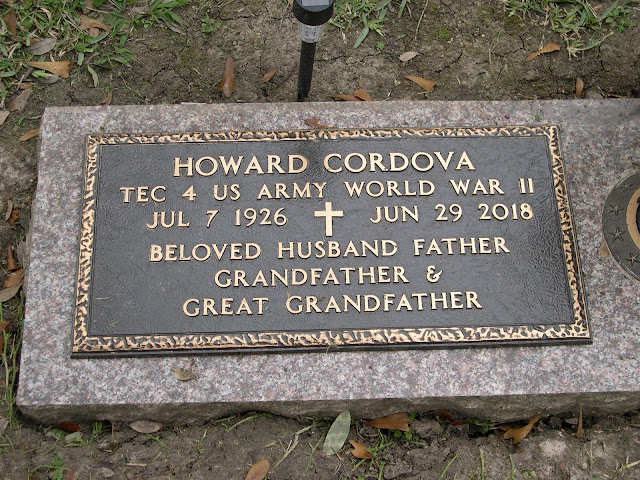 HOWARD CORDOVA
TEC 4 US ARMY WORLD WAR II
JUL 7 1926 JUN 29 2018
BELOVED HUSBAND FATHER
GRANDFATHER &
GREAT GRANDFATHER